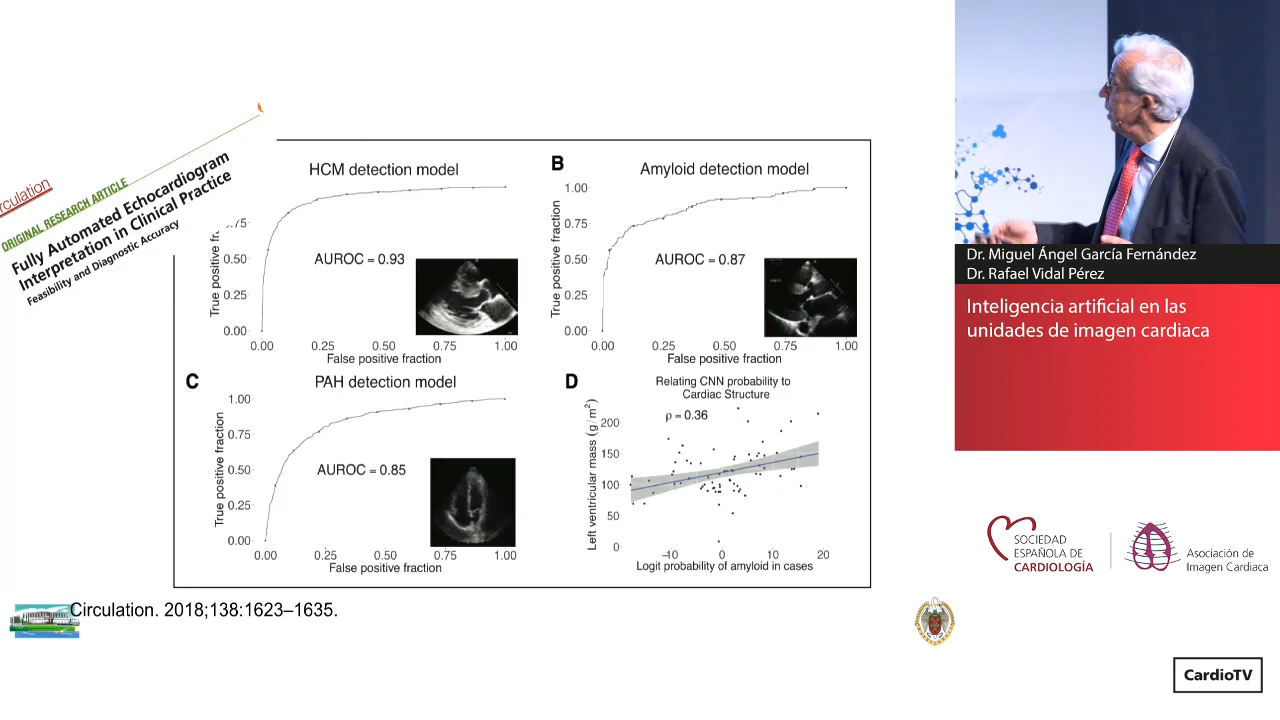 rculation
ORIGINAL RESEARCH ARTICLE
Fully Automated Echocardiogram
Interpretation in Clinical Practice
Feasibility and Diagnostic Accuracy
HCM detection model
True positive
0.50
0.25
0.00
AUROC = 0.93
0.00 0.25 0.50 0.75 1.00
False positive fraction
B
Amyloid detection model
True positive fraction
1.00
0.75
0.50
0.25
0.00
AUROC = 0.87
0.00 0.25 0.50 0.75 1.00
False positive fraction
C
PAH detection model
True positive fraction
1.00
0.75
0.50
0.25
0.00
AUROC = 0.85
0.00 0.25 0.50 0.75 1.00
False positive fraction
D
Relating CNN probability to
Cardiac Structure
ρ = 0.36
Left ventricular mass (g/m²)
200
150
100
50
0
−10 0 10 20
Logit probability of amyloid in cases
Circulation. 2018;138:1623–1635.
Dr. Miguel Ángel García Fernández
Dr. Rafael Vidal Pérez
Inteligencia artificial en las
unidades de imagen cardiaca
SOCIEDAD
ESPAÑOLA DE
CARDIOLOGÍA
Asociación de
Imagen Cardiaca
CardioTV